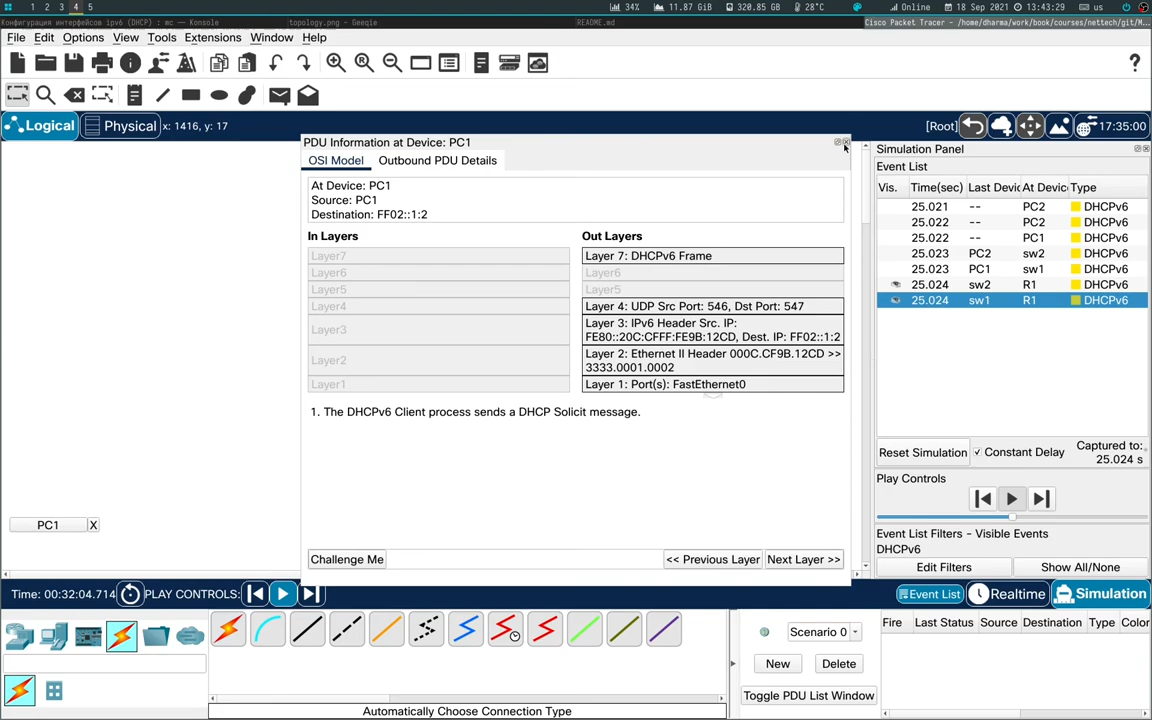 1 2 3 4 5 34% 11.87 GiB 320.85 GB 28°C Online 18 Sep 2021 13:43:29 us
Конфигурация интерфейсов ipv6 (DHCP) : mc — Konsole topology.png - Geeqie README.md Cisco Packet Tracer - /home/dharma/work/book/courses/nettech/git/M...
File Edit Options View Tools Extensions Window Help
?
Logical Physical x: 1416, y: 17 [Root] 17:35:00
PDU Information at Device: PC1
OSI Model Outbound PDU Details
At Device: PC1
Source: PC1
Destination: FF02::1:2
In Layers Out Layers
Layer7 Layer 7: DHCPv6 Frame
Layer6 Layer6
Layer5 Layer5
Layer4 Layer 4: UDP Src Port: 546, Dst Port: 547
Layer3 Layer 3: IPv6 Header Src. IP:
FE80::20C:CFFF:FE9B:12CD, Dest. IP: FF02::1:2
Layer2 Layer 2: Ethernet II Header 000C.CF9B.12CD >>
3333.0001.0002
Layer1 Layer 1: Port(s): FastEthernet0
1. The DHCPv6 Client process sends a DHCP Solicit message.
Challenge Me << Previous Layer Next Layer >>
PC1 X
Simulation Panel
Event List
Vis. Time(sec) Last Devic At Device Type
25.021 -- PC2 DHCPv6
25.022 -- PC2 DHCPv6
25.022 -- PC1 DHCPv6
25.023 PC2 sw2 DHCPv6
25.023 PC1 sw1 DHCPv6
25.024 sw2 R1 DHCPv6
25.024 sw1 R1 DHCPv6
Reset Simulation Constant Delay Captured to:
25.024 s
Play Controls
Event List Filters - Visible Events
DHCPv6
Edit Filters Show All/None
Time: 00:32:04.714 PLAY CONTROLS: Event List Realtime Simulation
Scenario 0 Fire Last Status Source Destination Type Color
New Delete
Toggle PDU List Window
Automatically Choose Connection Type